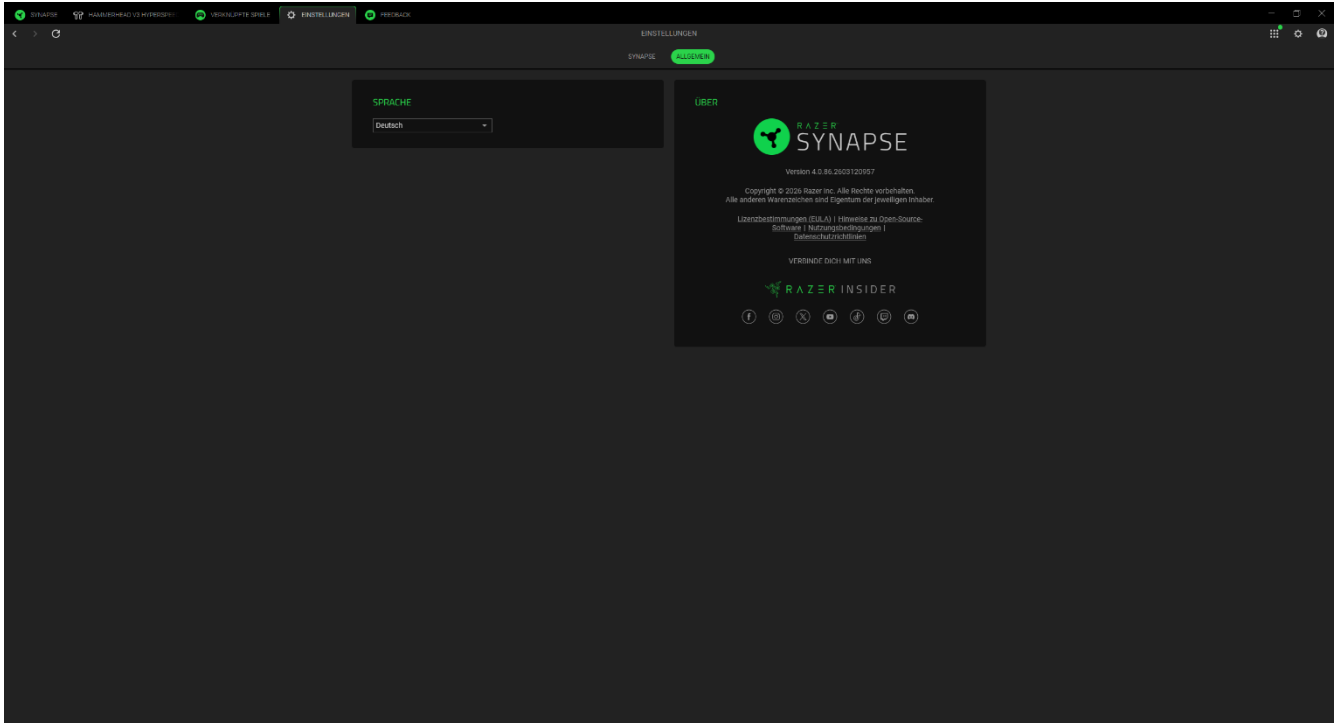 SYNAPSE
HAMMERHEAD V3 HYPERSPE
VERKNÜPFTE SPIELE
EINSTELLUNGEN
FEEDBACK
EINSTELLUNGEN
SYNAPSE
ALLGEMEIN
SPRACHE
Deutsch
ÜBER
RAZER
SYNAPSE
Version 4.0.86.2603120957
Copyright © 2026 Razer Inc. Alle Rechte vorbehalten.
Alle anderen Warenzeichen sind Eigentum der jeweiligen Inhaber.
Lizenzbestimmungen (EULA) | Hinweise zu Open-Source-
Software | Nutzungsbedingungen |
Datenschutzrichtlinien
VERBINDE DICH MIT UNS
RAZER INSIDER